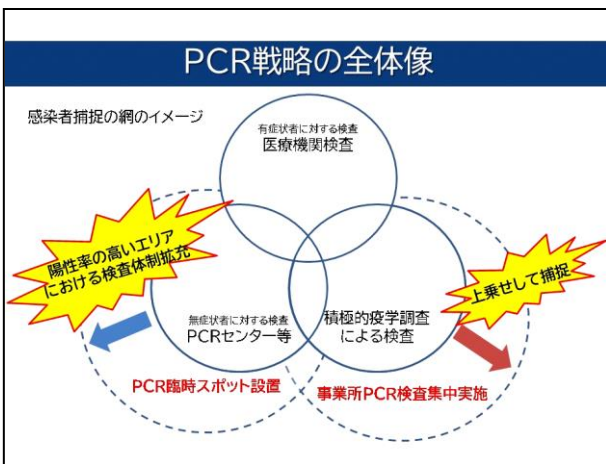 PCR戦略の全体像
感染者捕捉の網のイメージ
有症状者に対する検査
医療機関検査
陽性率の高いエリア
における検査体制拡充
上乗せして捕捉
無症状者に対する検査
PCRセンター等
積極的疫学調査
による検査
PCR臨時スポット設置
事業所PCR検査集中実施